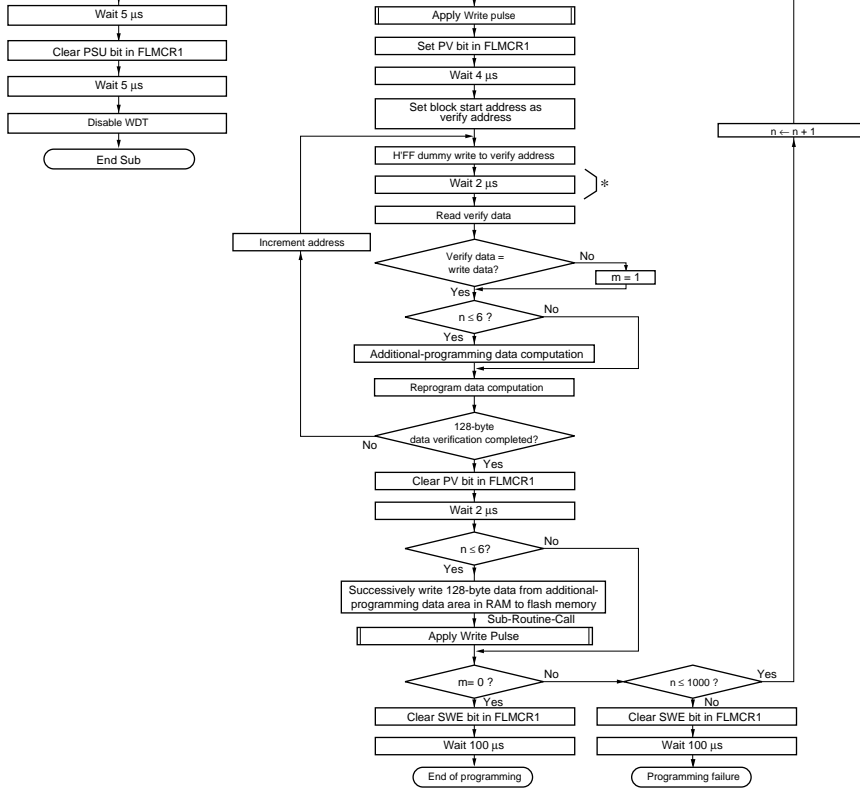 Wait 5 µs
Clear PSU bit in FLMCR1
Wait 5 µs
Disable WDT
End Sub
Apply Write pulse
Set PV bit in FLMCR1
Wait 4 µs
Set block start address as
verify address
H'FF dummy write to verify address
Wait 2 µs
*
Read verify data
Increment address
Verify data =
write data?
No
m = 1
Yes
n ≤ 6 ?
No
Yes
Additional-programming data computation
Reprogram data computation
128-byte
data verification completed?
No
Yes
Clear PV bit in FLMCR1
Wait 2 µs
n ≤ 6?
No
Yes
Successively write 128-byte data from additional-
programming data area in RAM to flash memory
Sub-Routine-Call
Apply Write Pulse
m= 0 ?
No
Yes
Clear SWE bit in FLMCR1
Wait 100 µs
End of programming
n ≤ 1000 ?
Yes
No
Clear SWE bit in FLMCR1
Wait 100 µs
Programming failure
n ← n + 1